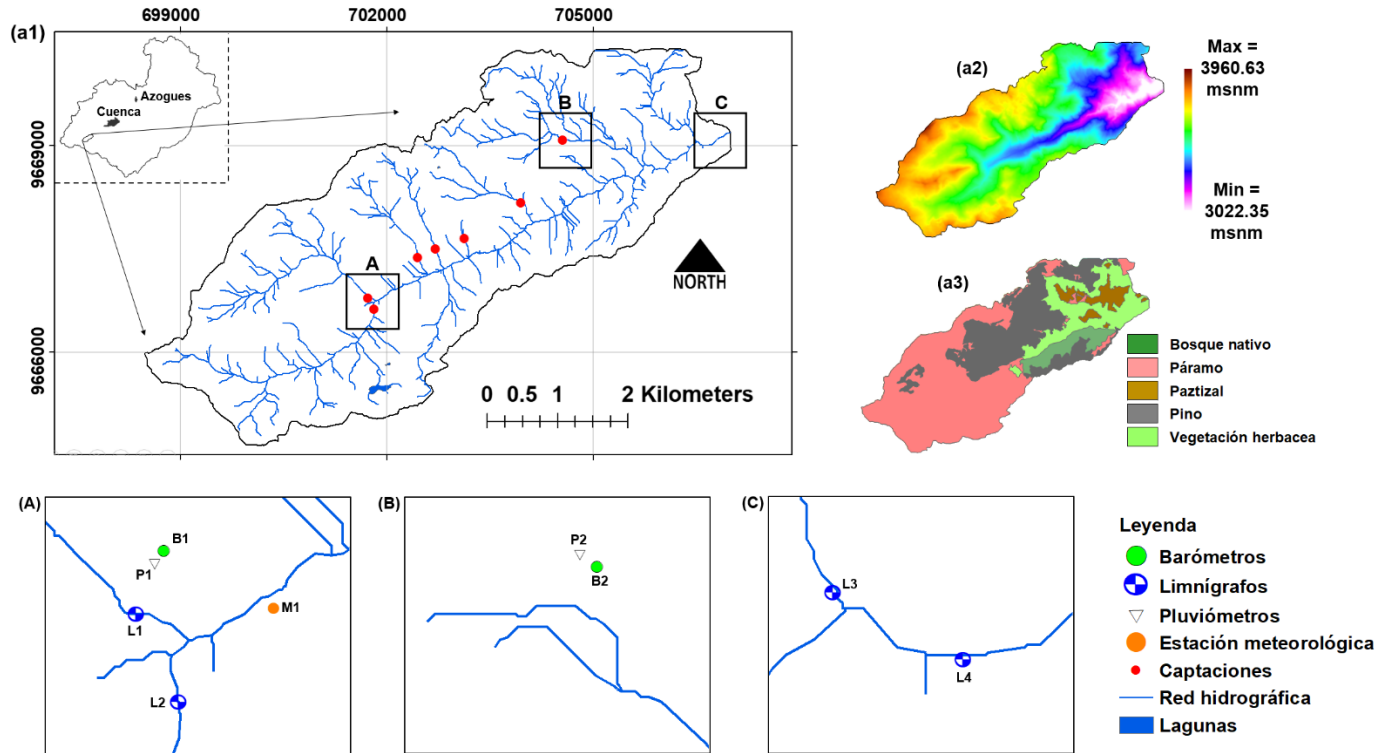 699000
702000
705000
(a1)
Azogues
Cuenca
B
C
9969000
A
9966000
NORTH
0 0.5 1 2 Kilometers
(a2)
Max =
3960.63
msnm
Min =
3022.35
msnm
(a3)
Bosque nativo
Páramo
Paztizal
Pino
Vegetación herbacea
(A)
B1
P1
M1
L1
L2
(B)
P2
B2
(C)
L3
L4
Leyenda
Barómetros
Limnígrafos
Pluviómetros
Estación meteorológica
Captaciones
Red hidrográfica
Lagunas